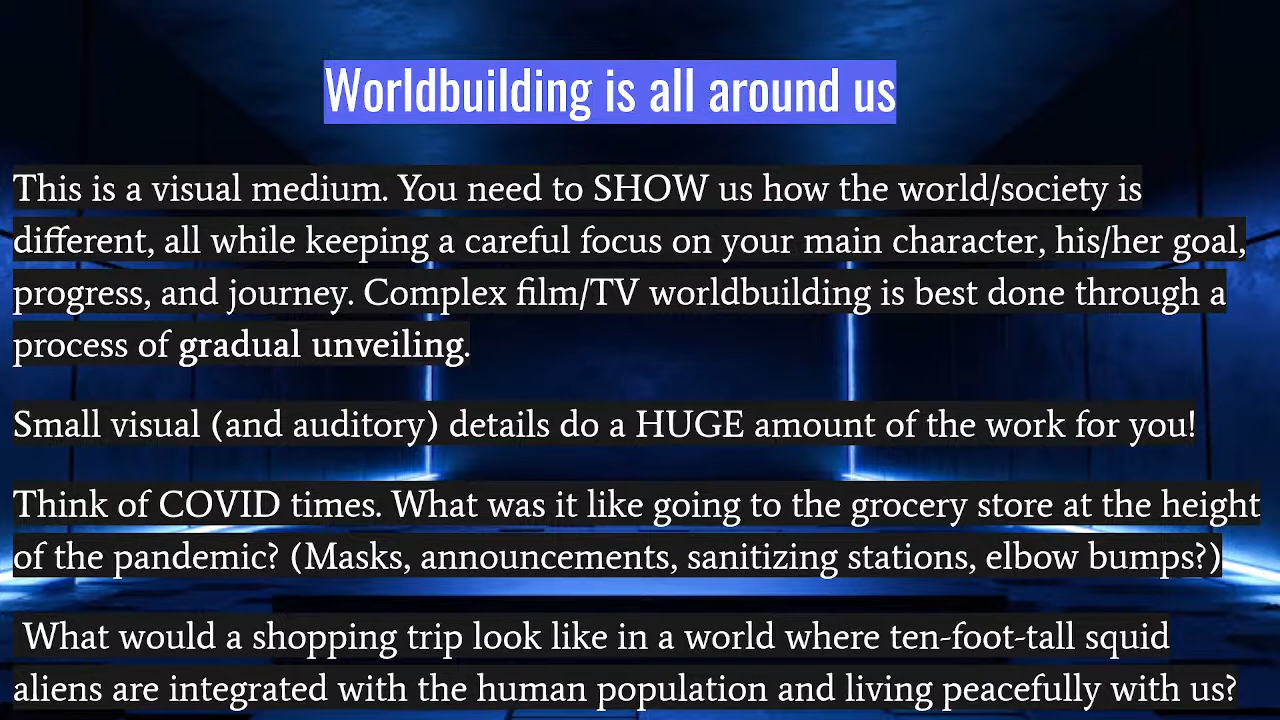 Worldbuilding is all around us
This is a visual medium. You need to SHOW us how the world/society is
different, all while keeping a careful focus on your main character, his/her goal,
progress, and journey. Complex film/TV worldbuilding is best done through a
process of gradual unveiling.
Small visual (and auditory) details do a HUGE amount of the work for you!
Think of COVID times. What was it like going to the grocery store at the height
of the pandemic? (Masks, announcements, sanitizing stations, elbow bumps?)
What would a shopping trip look like in a world where ten-foot-tall squid
aliens are integrated with the human population and living peacefully with us?